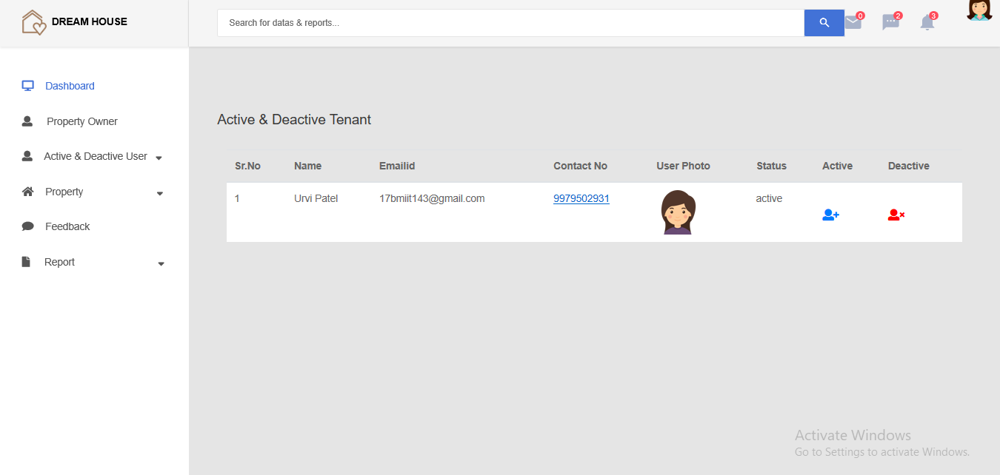 DREAM HOUSE
Search for datas & reports...
0
2
3
Dashboard
Property Owner
Active & Deactive User
Property
Feedback
Report
Active & Deactive Tenant
Sr.No Name Emailid Contact No User Photo Status Active Deactive
1 Urvi Patel 17bmiit143@gmail.com 9979502931 active
Activate Windows
Go to Settings to activate Windows.